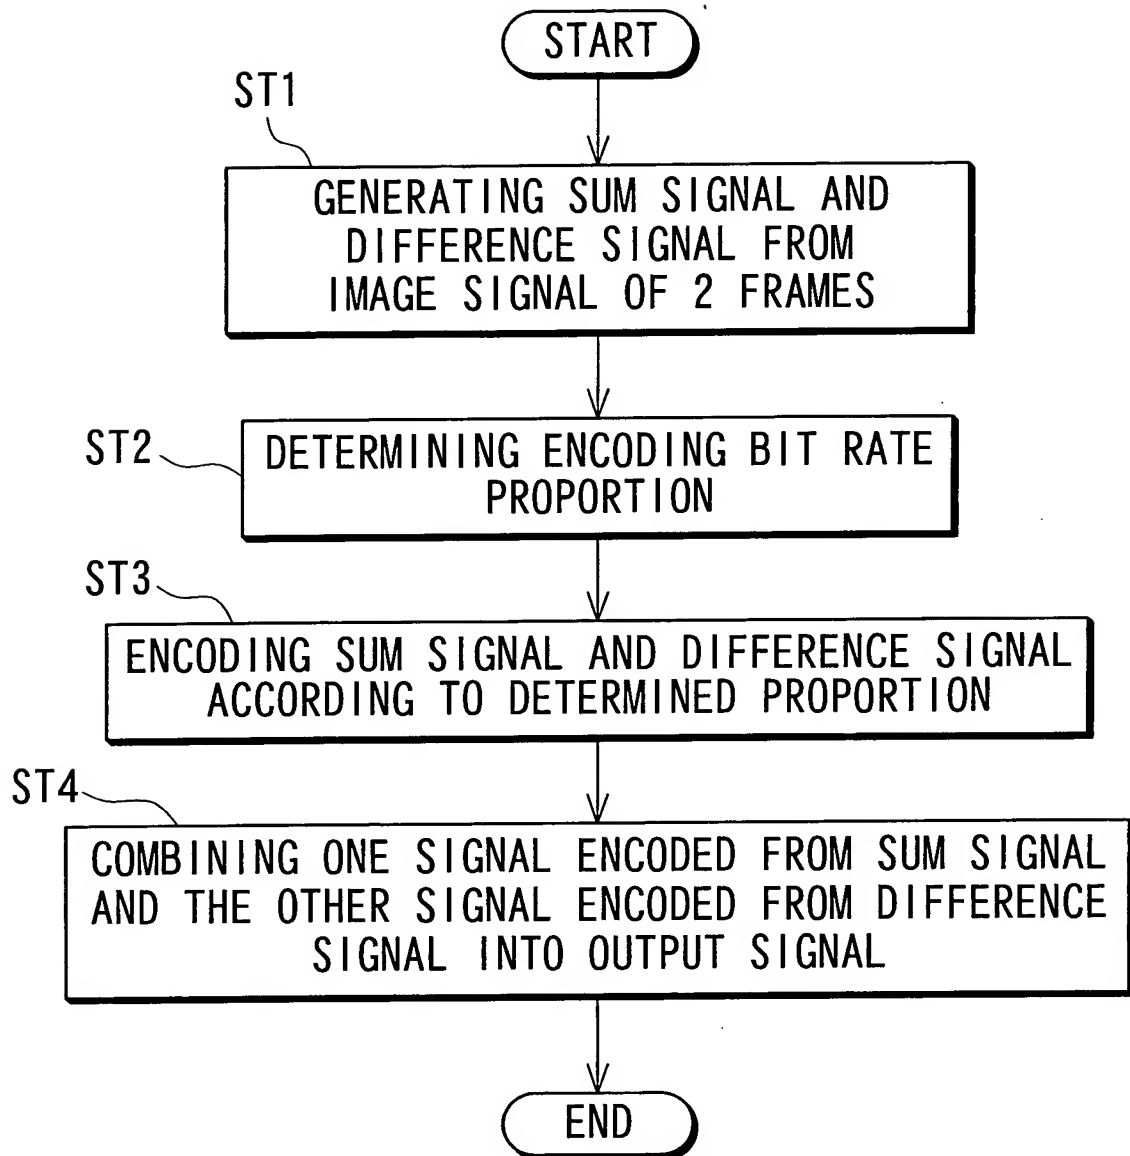 START
ST1
GENERATING SUM SIGNAL AND
DIFFERENCE SIGNAL FROM
IMAGE SIGNAL OF 2 FRAMES
ST2
DETERMINING ENCODING BIT RATE
PROPORTION
ST3
ENCODING SUM SIGNAL AND DIFFERENCE SIGNAL
ACCORDING TO DETERMINED PROPORTION
ST4
COMBINING ONE SIGNAL ENCODED FROM SUM SIGNAL
AND THE OTHER SIGNAL ENCODED FROM DIFFERENCE
SIGNAL INTO OUTPUT SIGNAL
END